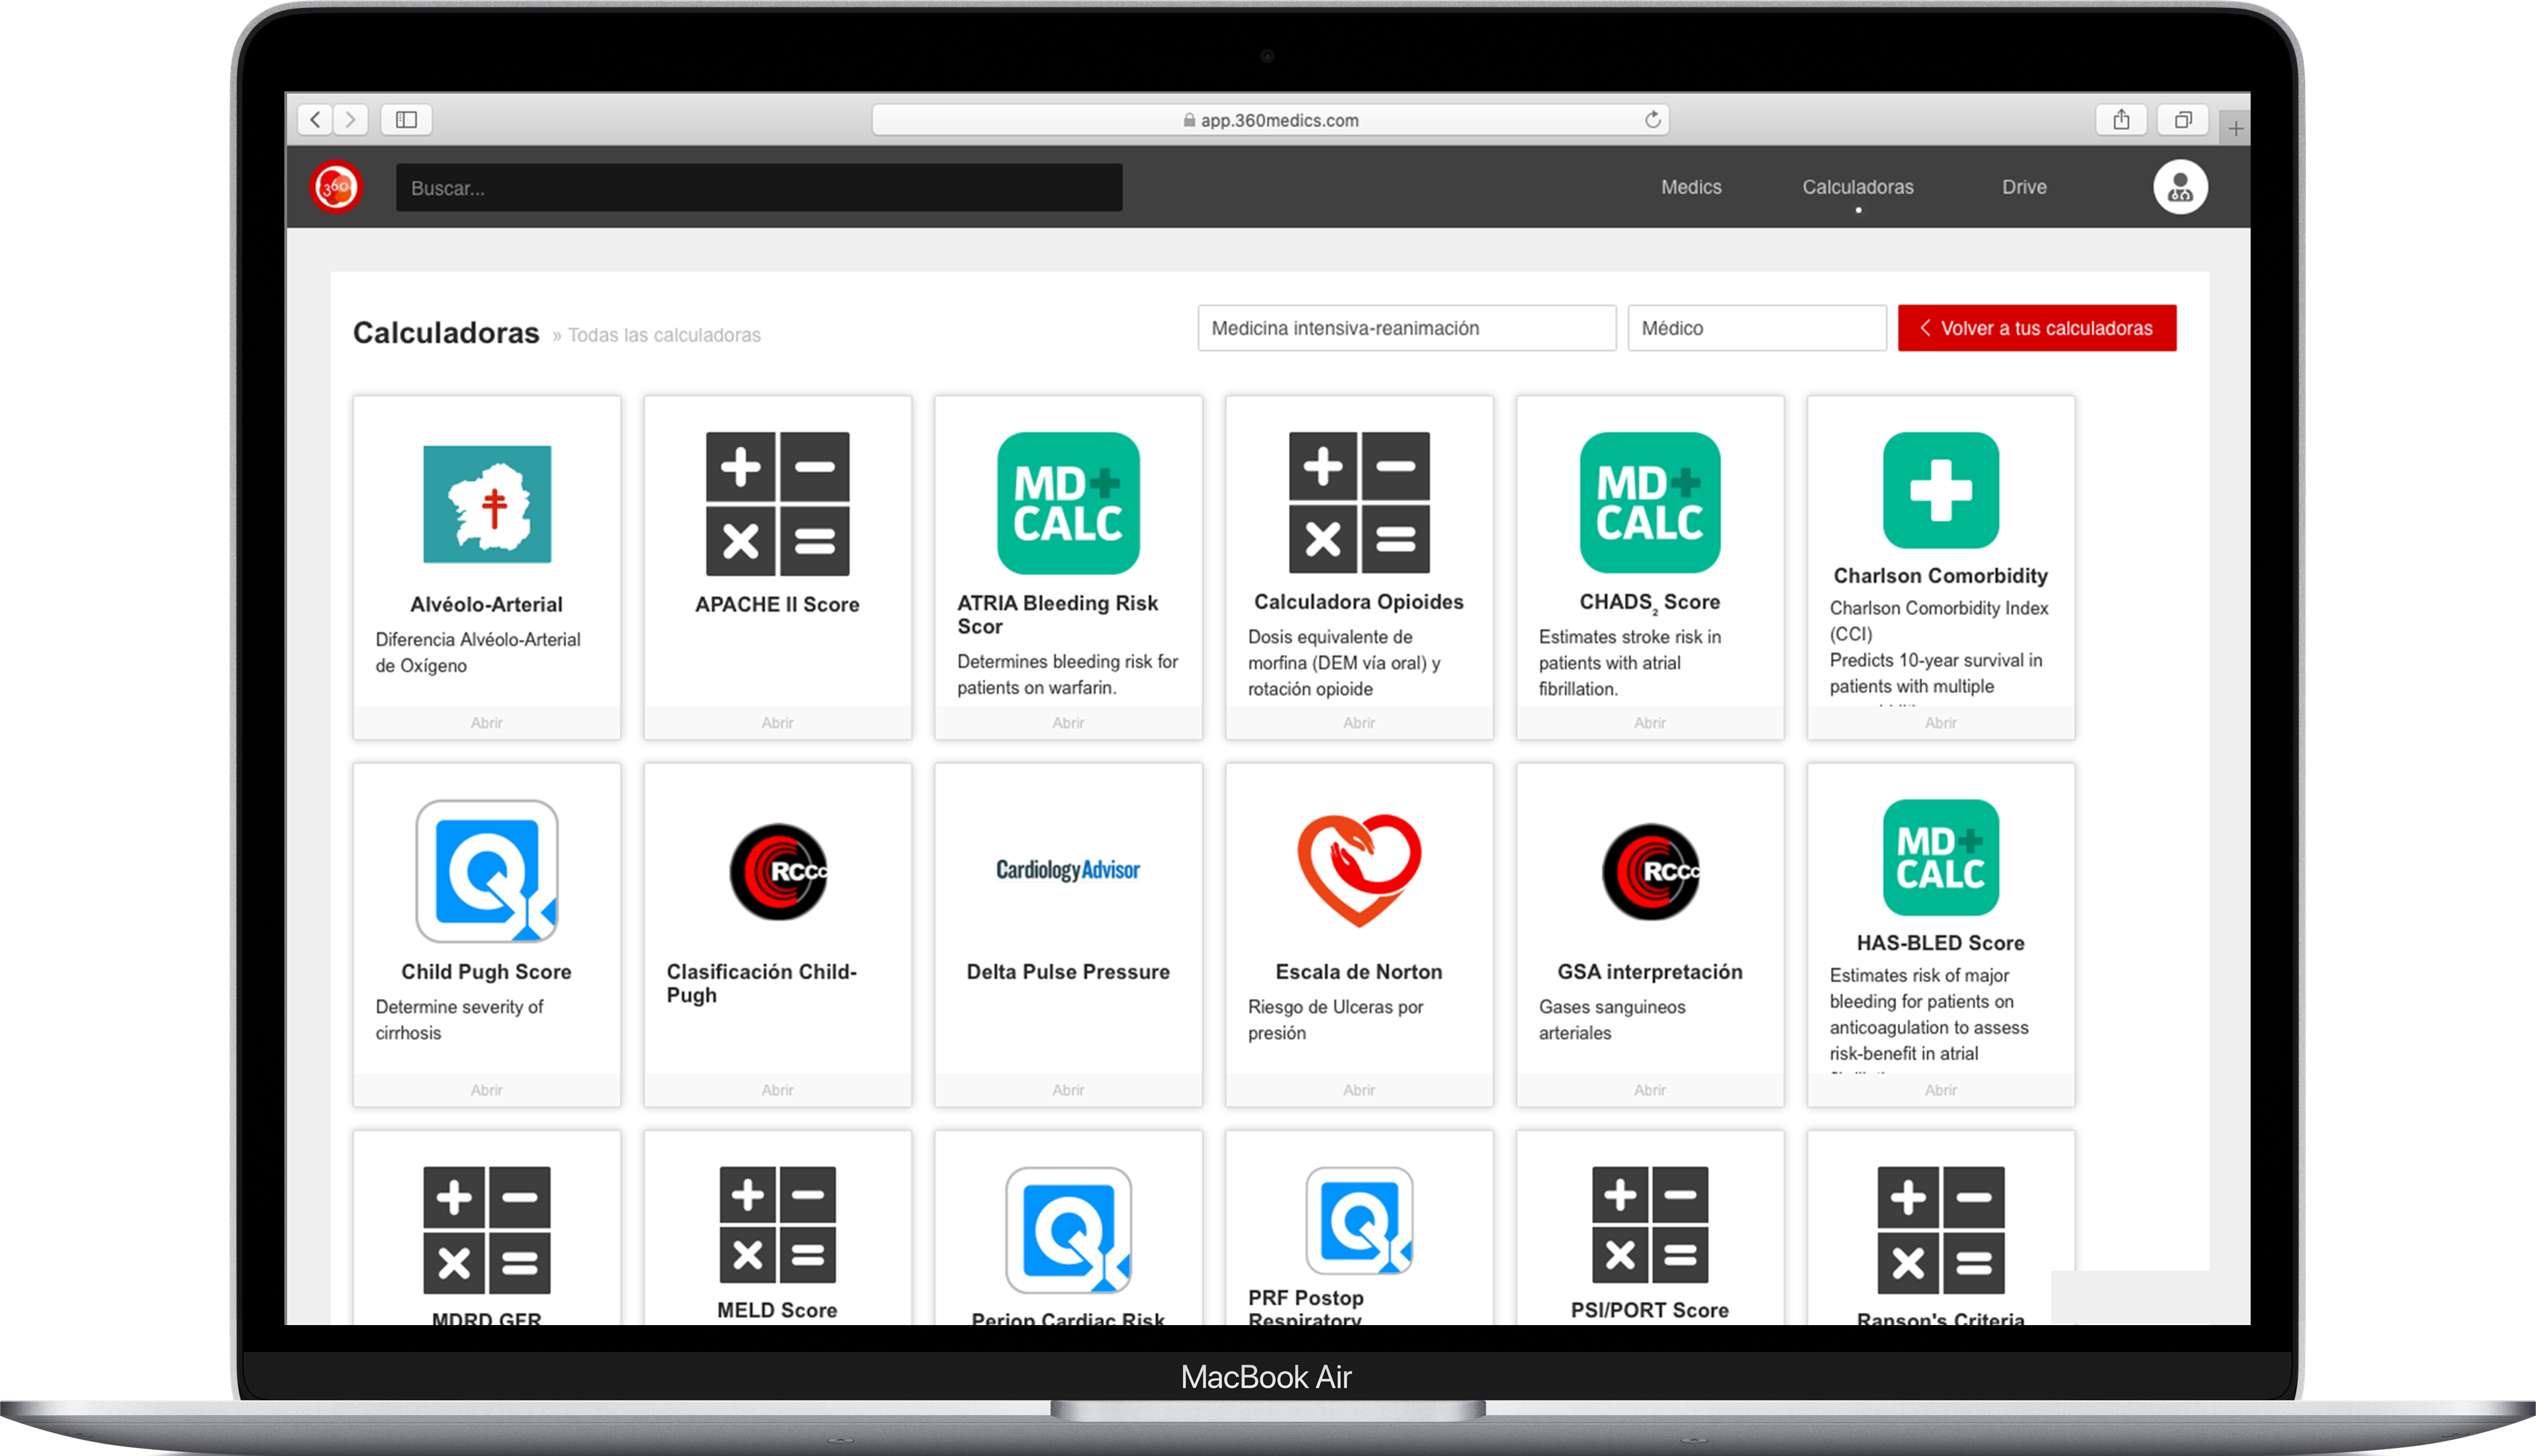 app.360medics.com
360
Buscar...
Medics
Calculadoras
Drive
Calculadoras » Todas las calculadoras
Medicina intensiva-reanimación
Médico
Volver a tus calculadoras
Alvéolo-Arterial
Diferencia Alvéolo-Arterial
de Oxígeno
Abrir
APACHE II Score
Abrir
MD+
CALC
ATRIA Bleeding Risk
Scor
Determines bleeding risk for
patients on warfarin.
Abrir
Calculadora Opioides
Dosis equivalente de
morfina (DEM vía oral) y
rotación opioide
Abrir
MD+
CALC
CHADS₂ Score
Estimates stroke risk in
patients with atrial
fibrillation.
Abrir
Charlson Comorbidity
Charlson Comorbidity Index
(CCI)
Predicts 10-year survival in
patients with multiple
Abrir
Child Pugh Score
Determine severity of
cirrhosis
Abrir
RCCC
Clasificación Child-
Pugh
Abrir
CardiologyAdvisor
Delta Pulse Pressure
Abrir
Escala de Norton
Riesgo de Ulceras por
presión
Abrir
RCCC
GSA interpretación
Gases sanguineos
arteriales
Abrir
MD+
CALC
HAS-BLED Score
Estimates risk of major
bleeding for patients on
anticoagulation to assess
risk-benefit in atrial
Abrir
MDRD GFR
MELD Score
Periop Cardiac Risk
PRF Postop
Respiratory
PSI/PORT Score
Ranson's Criteria
MacBook Air